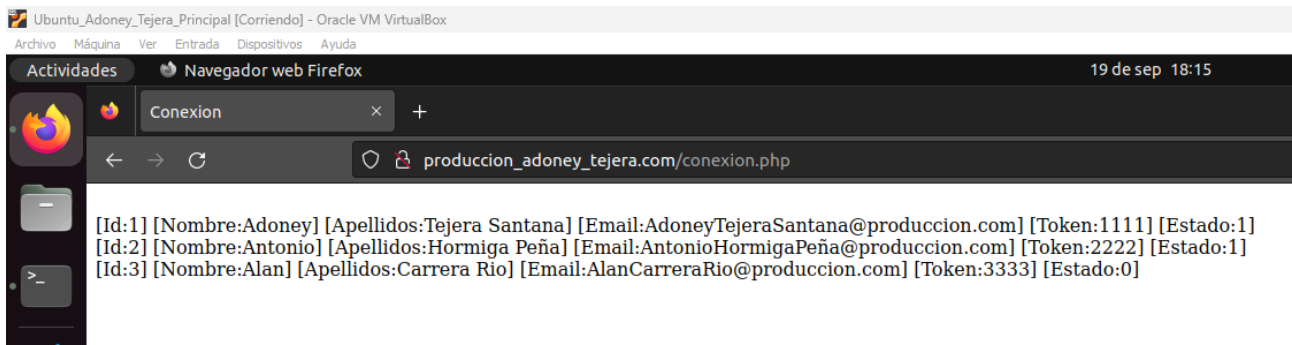 Ubuntu_Adoney_Tejera_Principal [Corriendo] - Oracle VM VirtualBox
Archivo Máquina Ver Entrada Dispositivos Ayuda
Actividades Navegador web Firefox 19 de sep 18:15
Conexion
produccion_adoney_tejera.com/conexion.php
[Id:1] [Nombre:Adoney] [Apellidos:Tejera Santana] [Email:AdoneyTejeraSantana@produccion.com] [Token:1111] [Estado:1]
[Id:2] [Nombre:Antonio] [Apellidos:Hormiga Peña] [Email:AntonioHormigaPeña@produccion.com] [Token:2222] [Estado:1]
[Id:3] [Nombre:Alan] [Apellidos:Carrera Rio] [Email:AlanCarreraRio@produccion.com] [Token:3333] [Estado:0]